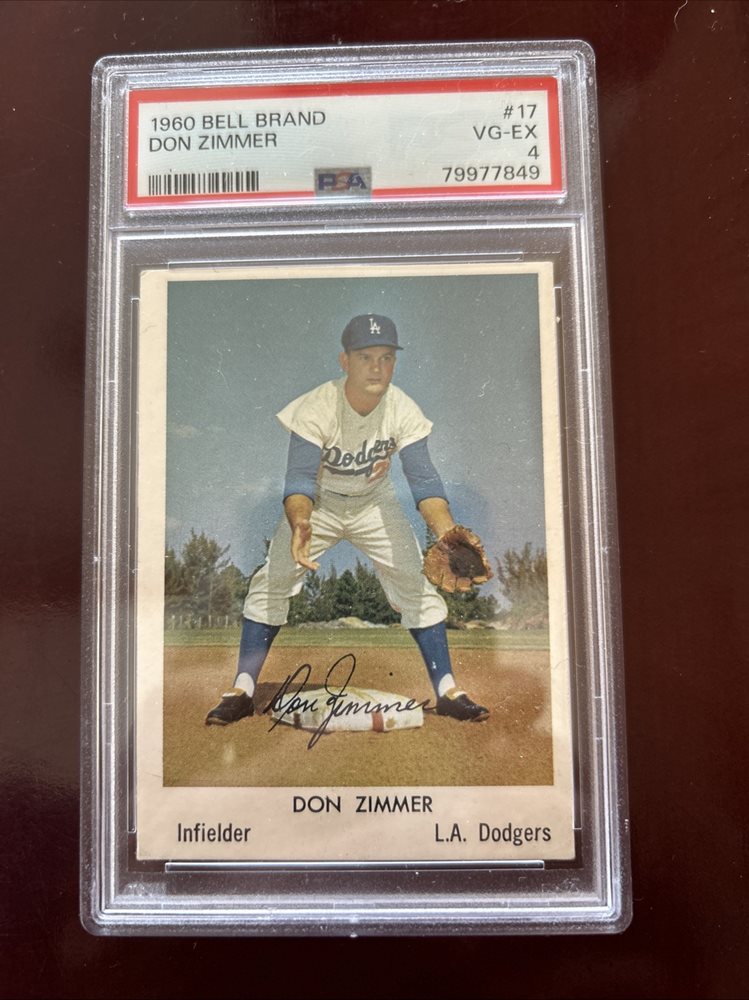 1960 BELL BRAND #17
DON ZIMMER VG-EX
4
PSA 79977849
LA
Dodgers
Don Zimmer
DON ZIMMER
Infielder L.A. Dodgers